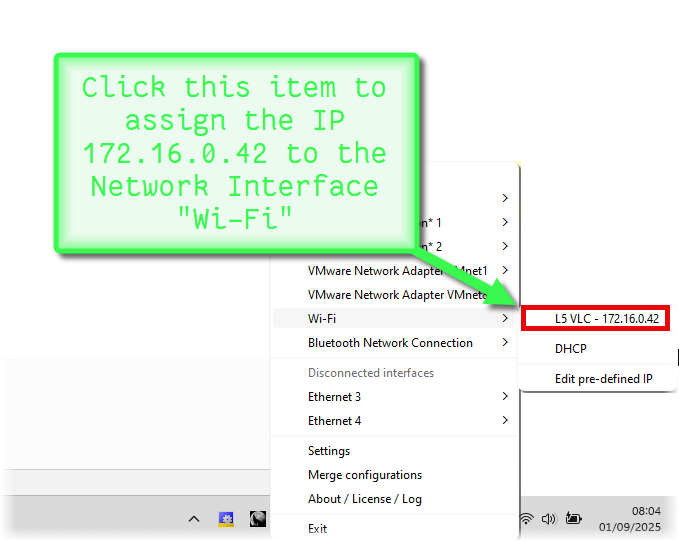 Click this item to
assign the IP
172.16.0.42 to the
Network Interface
"Wi-Fi"
n* 1
n* 2
VMware Network Adapter VMnet1
VMware Network Adapter VMnet
Wi-Fi
L5 VLC - 172.16.0.42
Bluetooth Network Connection
DHCP
Disconnected interfaces
Edit pre-defined IP
Ethernet 3
Ethernet 4
Settings
Merge configurations
About / License / Log
Exit
08:04
01/09/2025